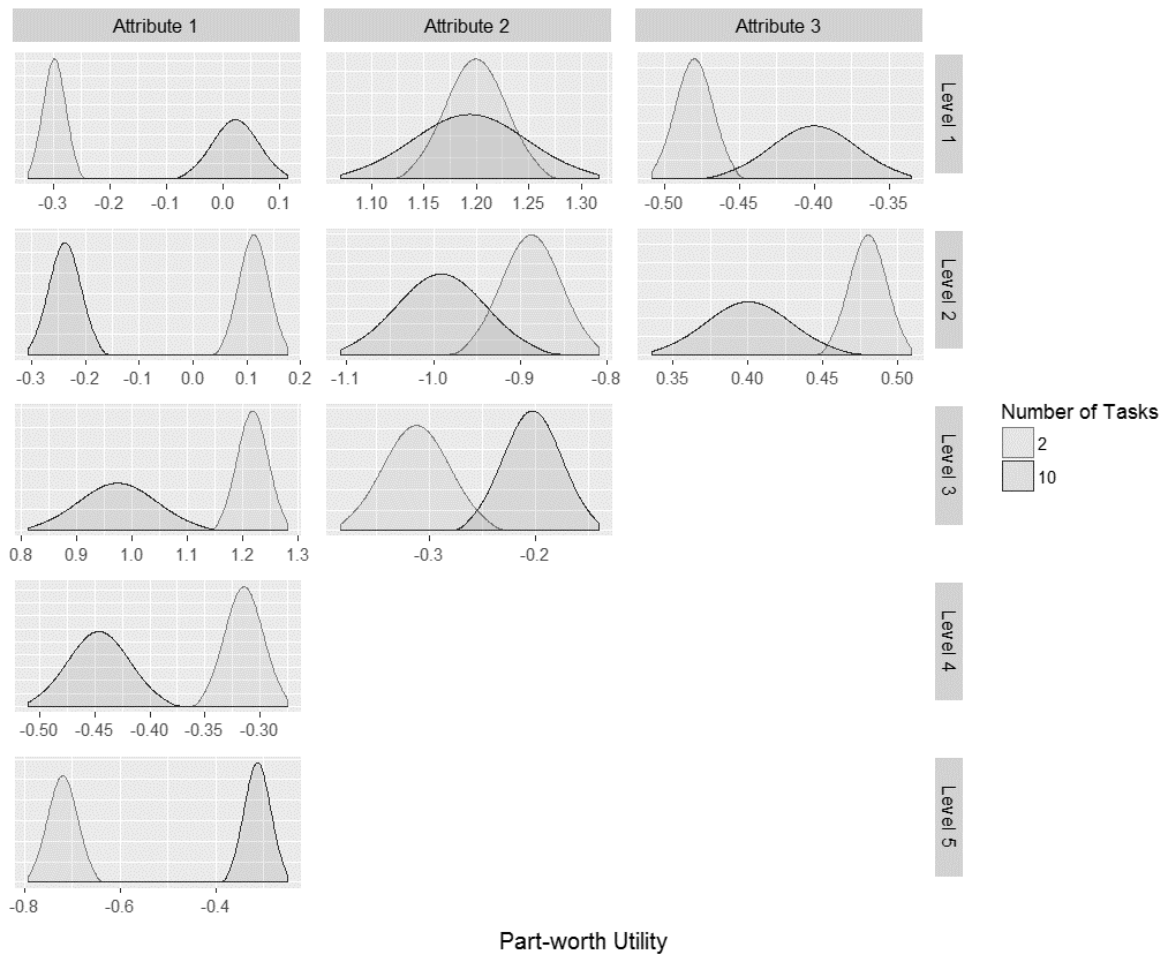 Attribute 1 Attribute 2 Attribute 3
Level 1
-0.3 -0.2 -0.1 0.0 0.1 1.10 1.15 1.20 1.25 1.30 -0.50 -0.45 -0.40 -0.35
Level 2
-0.3 -0.2 -0.1 0.0 0.1 0.2 -1.1 -1.0 -0.9 -0.8 0.35 0.40 0.45 0.50
Level 3
0.8 0.9 1.0 1.1 1.2 1.3 -0.3 -0.2
Number of Tasks
2
10
Level 4
-0.50 -0.45 -0.40 -0.35 -0.30
Level 5
-0.8 -0.6 -0.4
Part-worth Utility